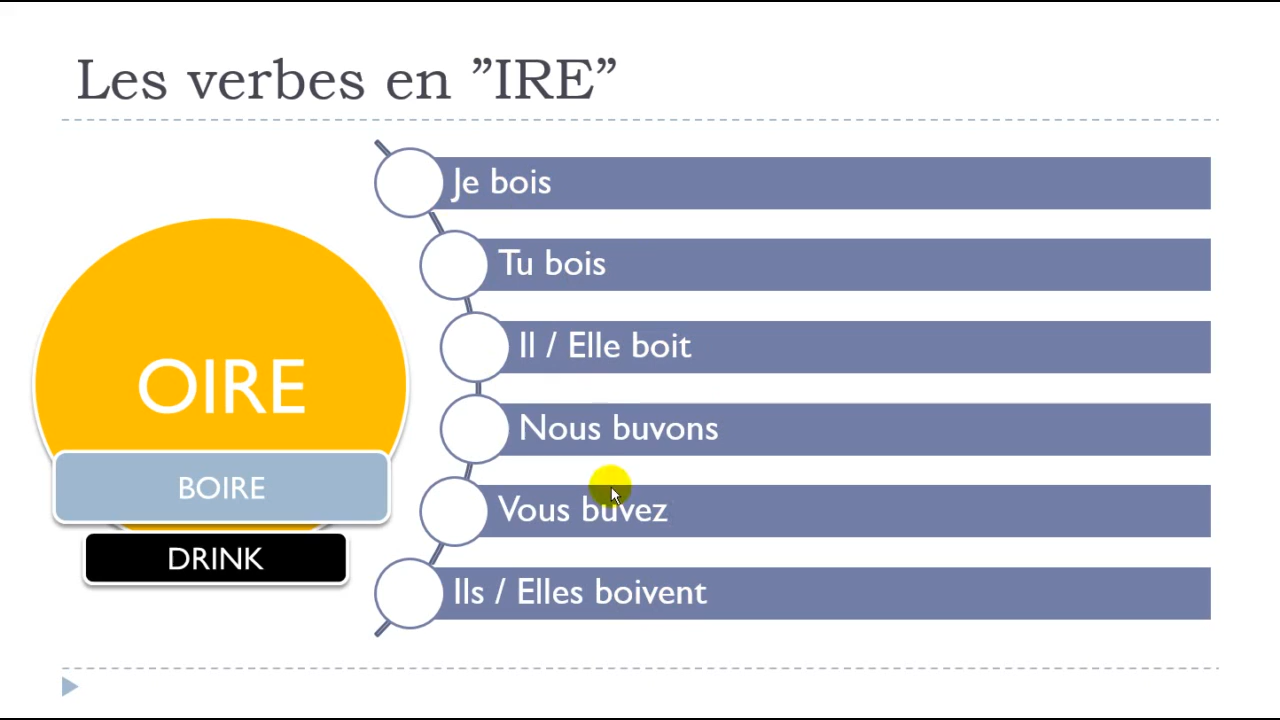 Les verbes en ”IRE”
OIRE
BOIRE
DRINK
Je bois
Tu bois
Il / Elle boit
Nous buvons
Vous buvez
Ils / Elles boivent